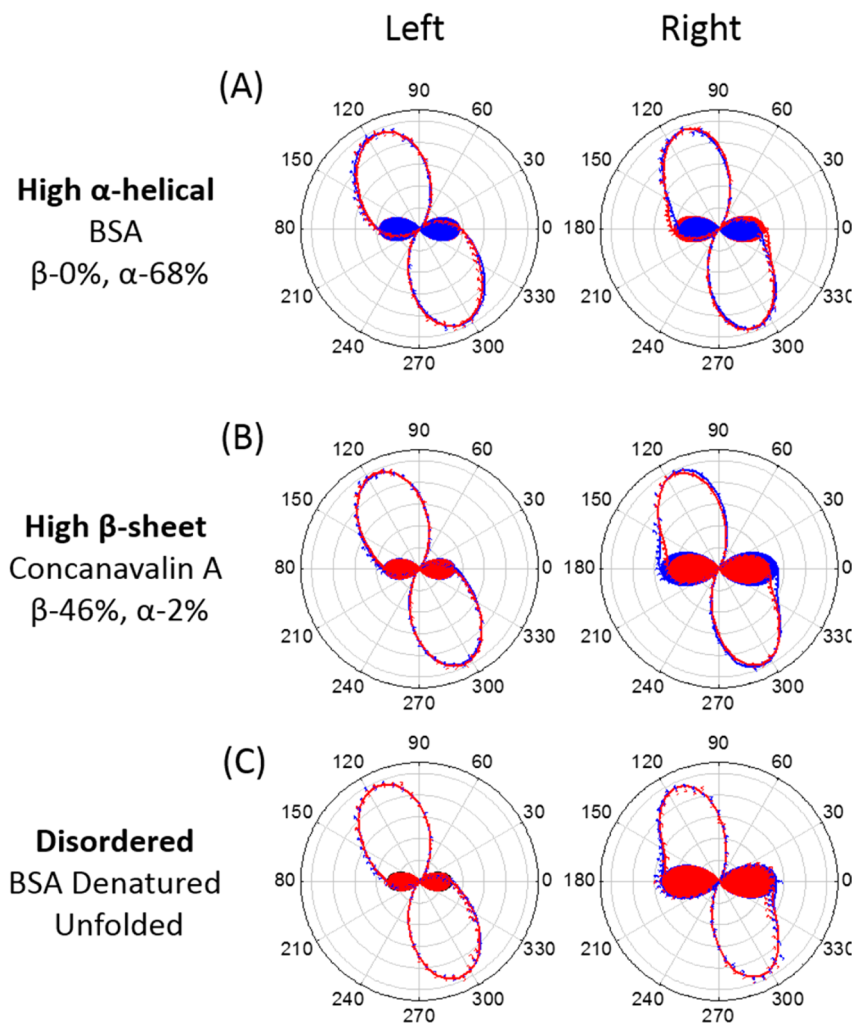 Left Right
(A)
90 90
120 60 120 60
150 30 150 30
High α-helical
BSA
β-0%, α-68%
80 0 180 0
210 330 210 330
240 300 240 300
270 270
(B)
90 90
120 60 120 60
150 30 150 30
High β-sheet
Concanavalin A
β-46%, α-2%
80 0 180 0
210 330 210 330
240 300 240 300
270 270
(C)
90 90
120 60 120 60
150 30 150 30
Disordered
BSA Denatured
Unfolded
80 0 180 0
210 330 210 330
240 300 240 300
270 270